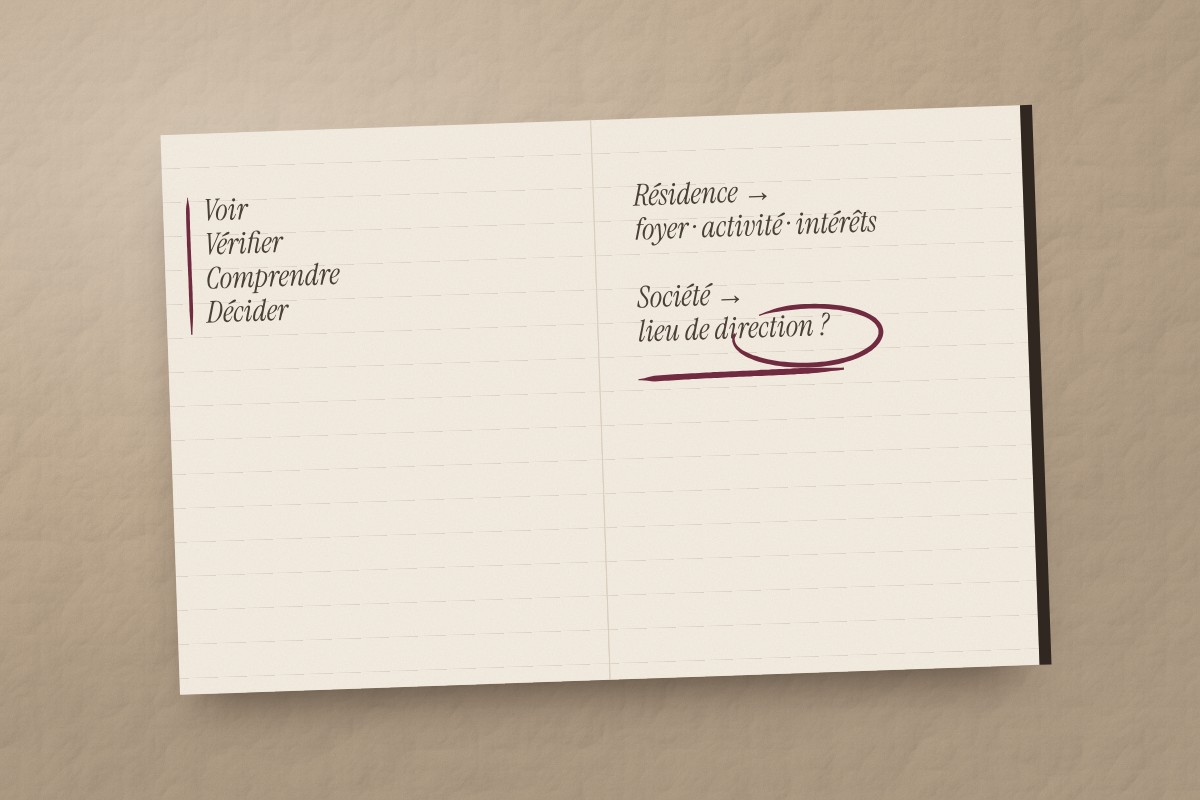 Voir
Vérifier
Comprendre
Décider
Résidence →
foyer · activité · intérêts
Société →
lieu de direction ?